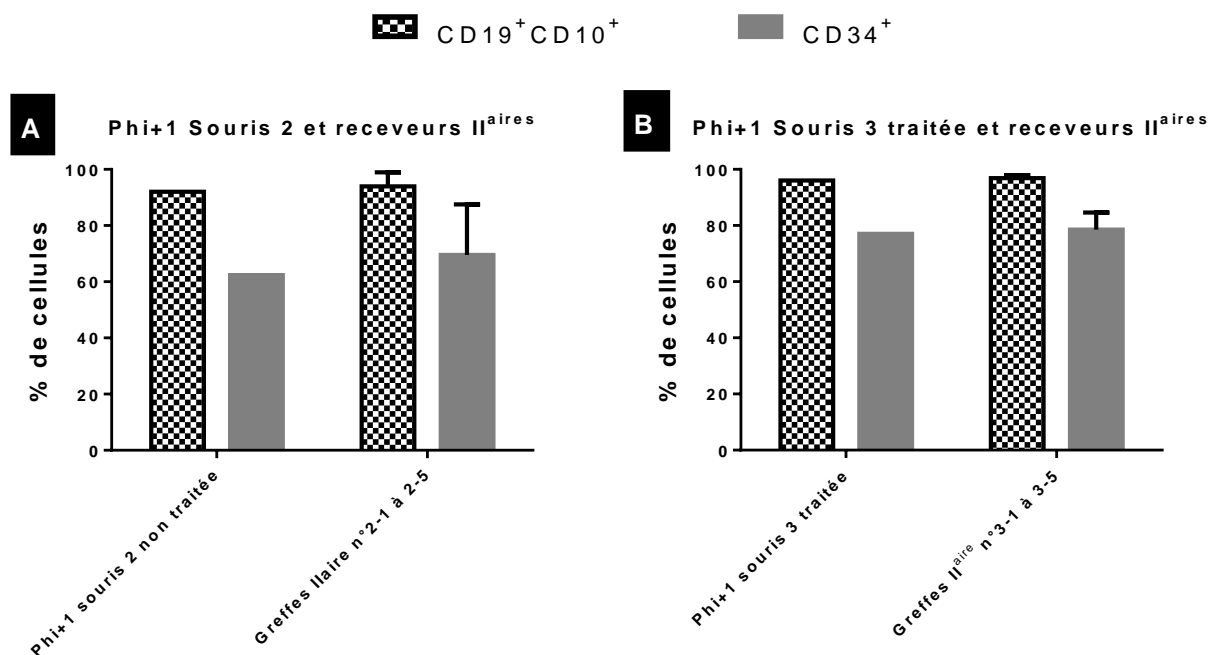 CD19⁺CD10⁺ CD34⁺
A Phi+1 Souris 2 et receveurs IIᵃⁱʳᵉˢ
100
80
60
40
20
0
% de cellules
Phi+1 souris 2 non traitée
Greffes IIaire n°2-1 à 2-5
B Phi+1 Souris 3 traitée et receveurs IIᵃⁱʳᵉˢ
100
80
60
40
20
0
% de cellules
Phi+1 souris 3 traitée
Greffes IIᵃⁱʳᵉ n°3-1 à 3-5